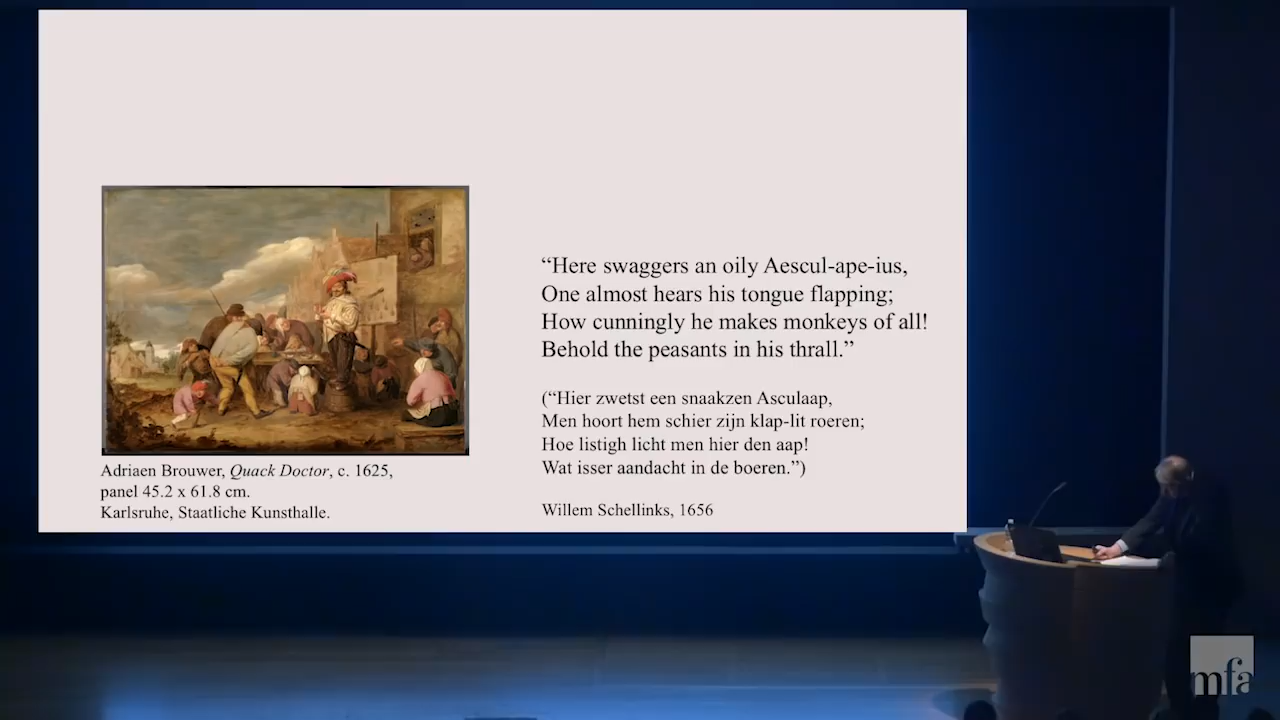 “Here swaggers an oily Aescul-ape-ius,
One almost hears his tongue flapping;
How cunningly he makes monkeys of all!
Behold the peasants in his thrall.”
(“Hier zwetst een snaakzen Asculaap,
Men hoort hem schier zijn klap-lit roeren;
Hoe listigh licht men hier den aap!
Wat isser aandacht in de boeren.”)
Willem Schellinks, 1656
Adriaen Brouwer, Quack Doctor, c. 1625,
panel 45.2 x 61.8 cm.
Karlsruhe, Staatliche Kunsthalle.
mfa